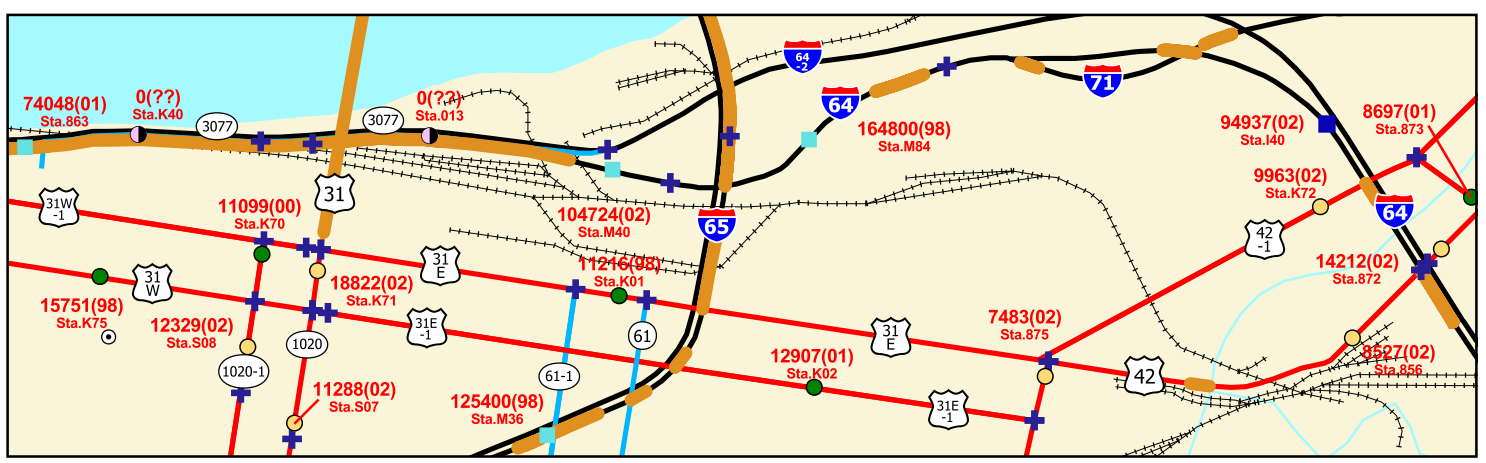 64
-2
71
64
74048(01)
Sta.863
0(??)
Sta.K40
3077
3077
0(??)
Sta.013
164800(98)
Sta.M84
94937(02)
Sta.I40
8697(01)
Sta.873
9963(02)
Sta.K72
31W
-1
11099(00)
Sta.K70
31
104724(02)
Sta.M40
65
64
42
-1
14212(02)
Sta.872
31
W
18822(02)
Sta.K71
31
E
11216(98)
Sta.K01
15751(98)
Sta.K75
12329(02)
Sta.S08
1020
31E
-1
61
7483(02)
Sta.875
31
E
1020-1
61-1
12907(01)
Sta.K02
42
8527(02)
Sta.856
11288(02)
Sta.S07
125400(98)
Sta.M36
31E
-1